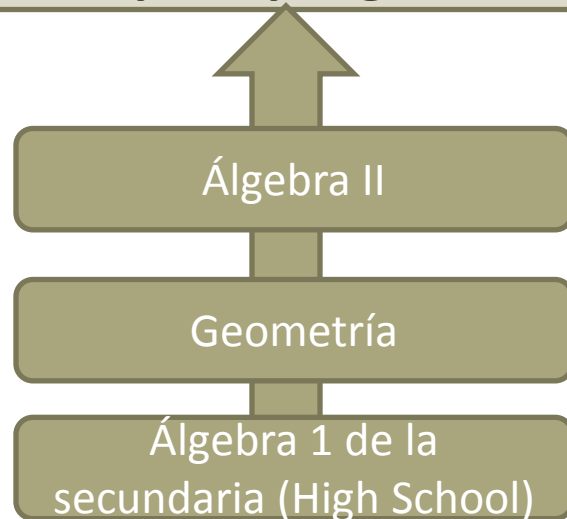 Álgebra II
Geometría
Álgebra 1 de la
secundaria (High School)